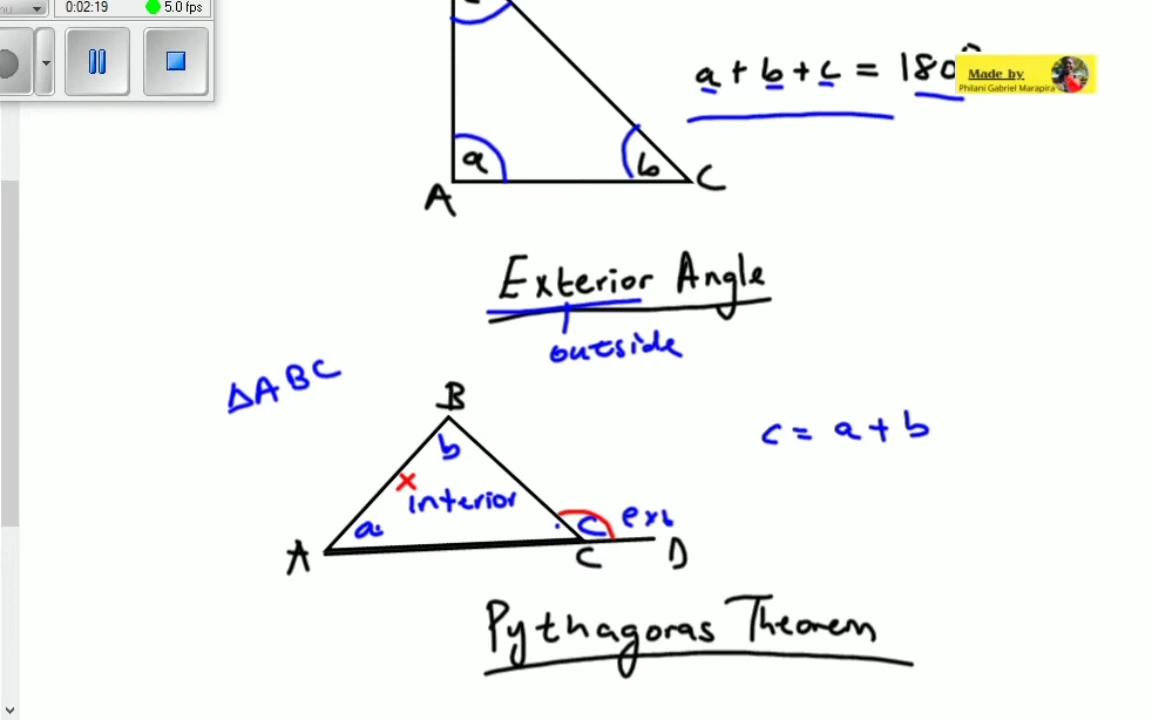 0:02:19
5.0 fps
a + b + c = 180°
Made by
Philani Gabriel Marapira
a
b
A
C
Exterior Angle
outside
ΔABC
B
b
c = a + b
interior
a
c
ext
A
C
D
Pythagoras Theorem